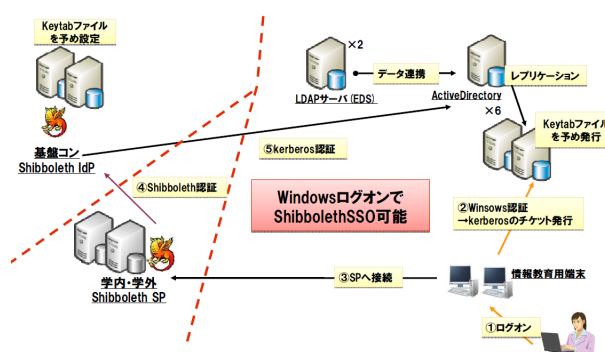 Keytabファイル
を予め設定
×2
データ連携
レプリケーション
LDAPサーバ(EDS)
ActiveDirectory
×6
Keytabファイル
を予め発行
基盤コン
Shibboleth IdP
⑤kerberos認証
④Shibboleth認証
Windowsログオンで
ShibbolethSSO可能
②Winsows認証
→kerberosのチケット発行
③SPへ接続
情報教育用端末
学内・学外
Shibboleth SP
①ログオン